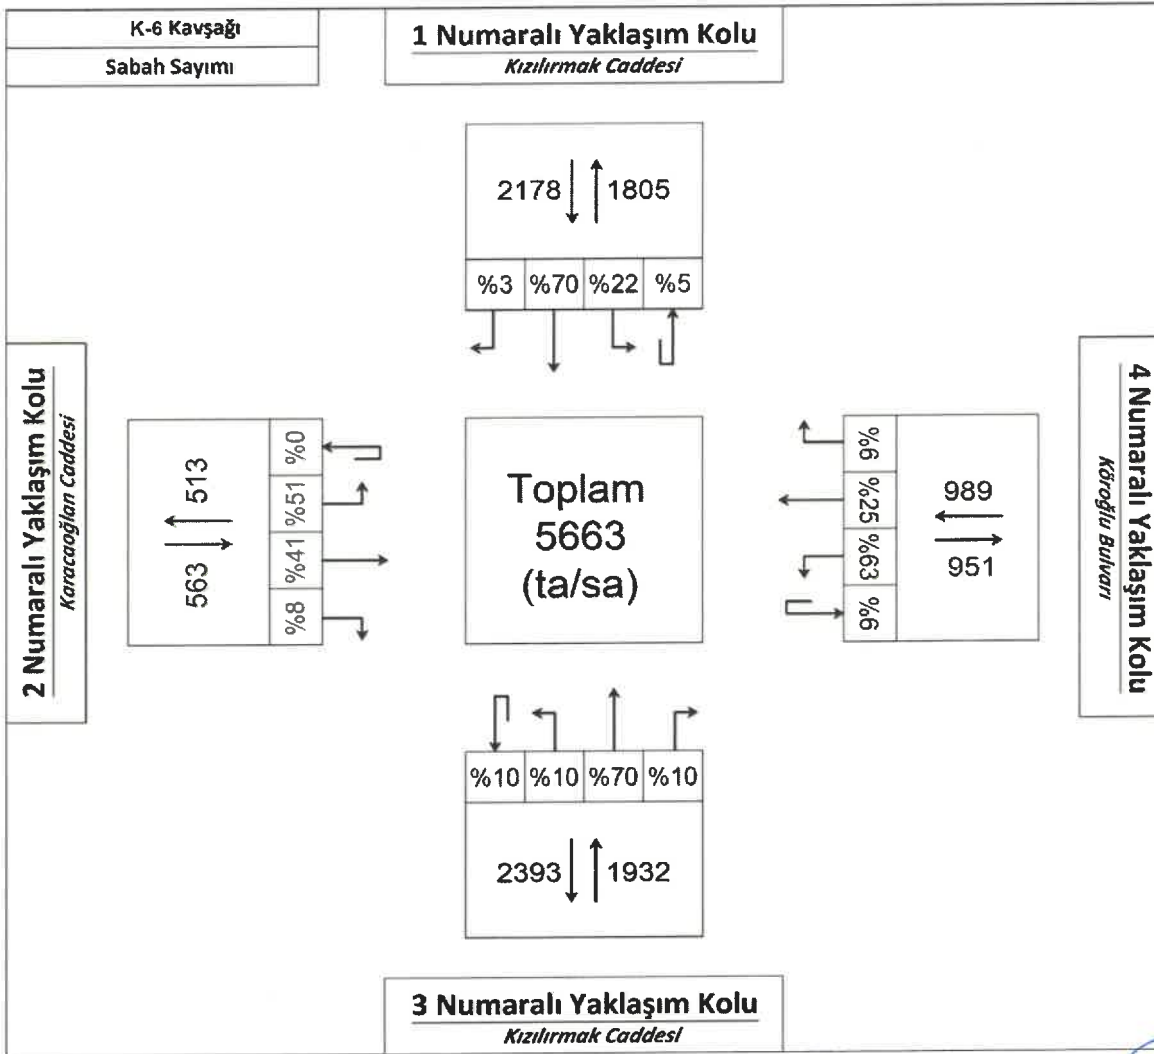 K-6 Kavşağı
Sabah Sayımı
1 Numaralı Yaklaşım Kolu
Kızılırmak Caddesi
2178 1805
%3 %70 %22 %5
2 Numaralı Yaklaşım Kolu
Karacaoğlan Caddesi
513
563
%0
%51
%41
%8
Toplam
5663
(ta/sa)
%6
%25
%63
%6
989
951
4 Numaralı Yaklaşım Kolu
Köroğlu Bulvarı
%10 %10 %70 %10
2393 1932
3 Numaralı Yaklaşım Kolu
Kızılırmak Caddesi